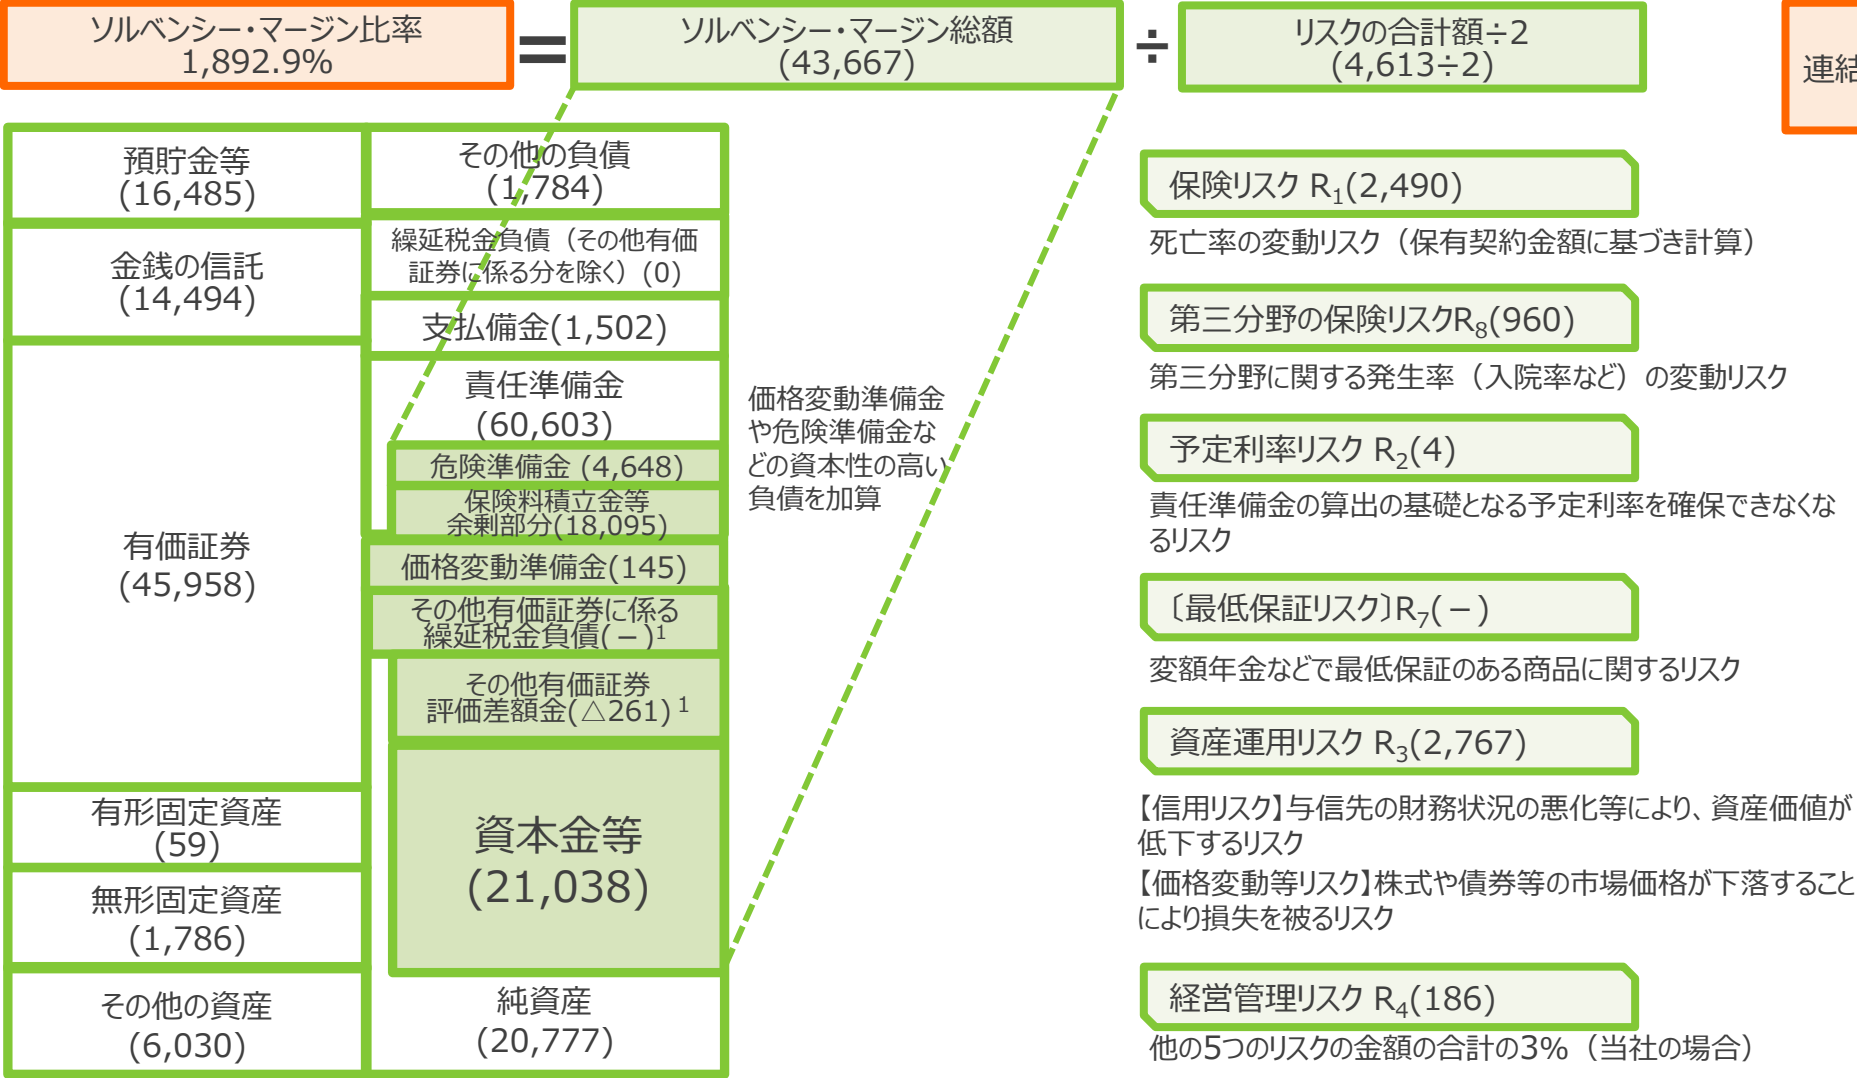 ソルベンシー・マージン比率
1,892.9%
=
ソルベンシー・マージン総額
(43,667)
÷
リスクの合計額÷2
(4,613÷2)
連結
預貯金等
(16,485)
金銭の信託
(14,494)
有価証券
(45,958)
有形固定資産
(59)
無形固定資産
(1,786)
その他の資産
(6,030)
その他の負債
(1,784)
繰延税金負債（その他有価
証券に係る分を除く）(0)
支払備金(1,502)
責任準備金
(60,603)
危険準備金 (4,648)
保険料積立金等
余剰部分(18,095)
価格変動準備金(145)
その他有価証券に係る
繰延税金負債(－)1
その他有価証券
評価差額金(△261) 1
資本金等
(21,038)
純資産
(20,777)
価格変動準備金
や危険準備金な
どの資本性の高い
負債を加算
保険リスク R1(2,490)
死亡率の変動リスク（保有契約金額に基づき計算）
第三分野の保険リスクR8(960)
第三分野に関する発生率（入院率など）の変動リスク
予定利率リスク R2(4)
責任準備金の算出の基礎となる予定利率を確保できなくな
るリスク
〔最低保証リスク〕R7(－)
変額年金などで最低保証のある商品に関するリスク
資産運用リスク R3(2,767)
【信用リスク】与信先の財務状況の悪化等により、資産価値が
低下するリスク
【価格変動等リスク】株式や債券等の市場価格が下落すること
により損失を被るリスク
経営管理リスク R4(186)
他の5つのリスクの金額の合計の3%（当社の場合）